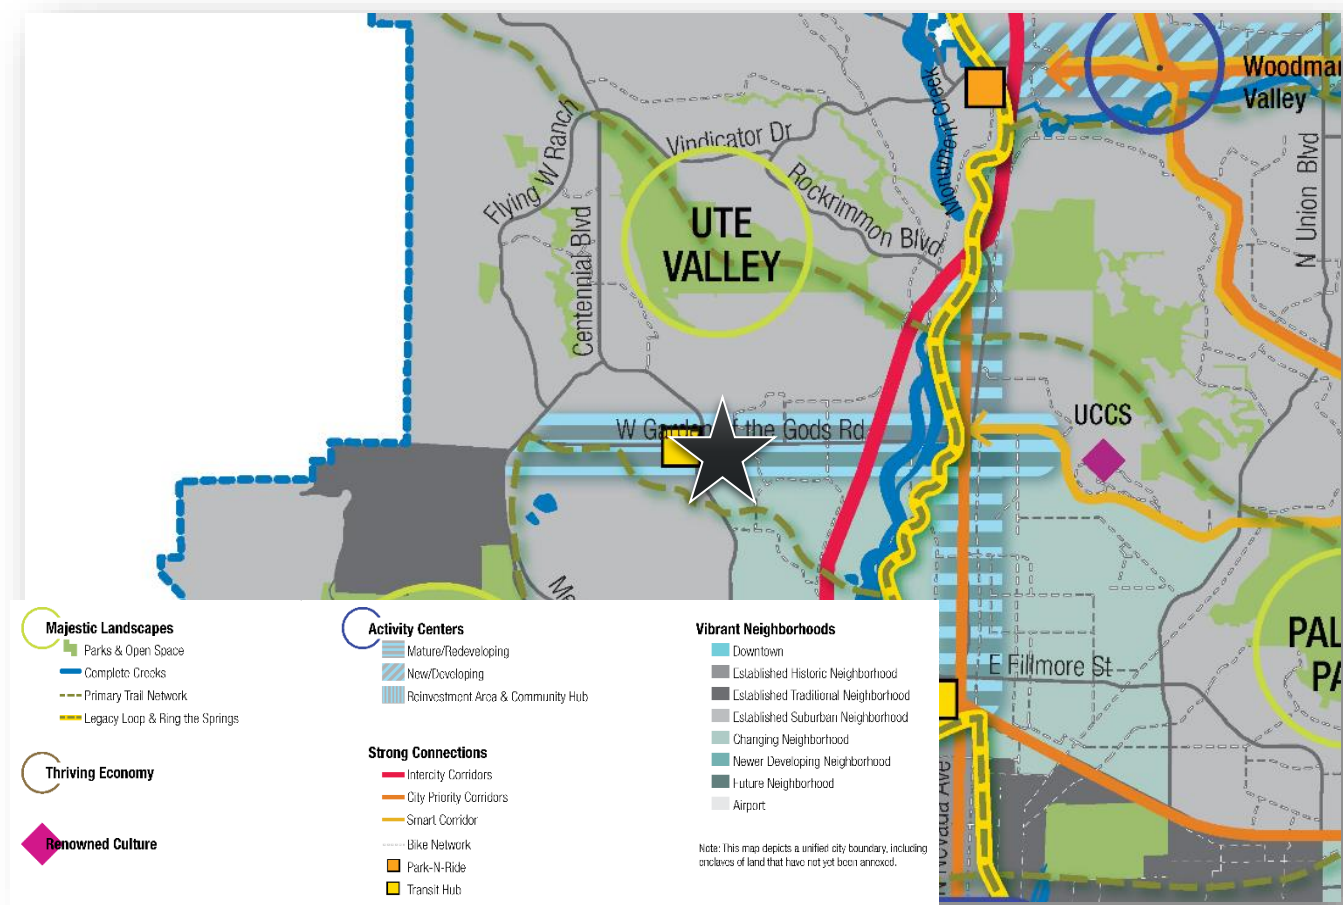 Flying W Ranch
Vindicator Dr
Rockrimmon Blvd
Monument Creek
Woodma
Valley
N Union Blvd
Centennial Blvd
UTE
VALLEY
W Garden of the Gods Rd
UCCS
E Fillmore St
PAL
PA
N Nevada Ave
Me
Majestic Landscapes
Parks & Open Space
Complete Creeks
Primary Trail Network
Legacy Loop & Ring the Springs
Thriving Economy
Renowned Culture
Activity Centers
Mature/Redeveloping
New/Developing
Reinvestment Area & Community Hub
Strong Connections
Intercity Corridors
City Priority Corridors
Smart Corridor
Bike Network
Park-N-Ride
Transit Hub
Vibrant Neighborhoods
Downtown
Established Historic Neighborhood
Established Traditional Neighborhood
Established Suburban Neighborhood
Changing Neighborhood
Newer Developing Neighborhood
Future Neighborhood
Airport
Note: This map depicts a unified city boundary, including
enclaves of land that have not yet been annexed.